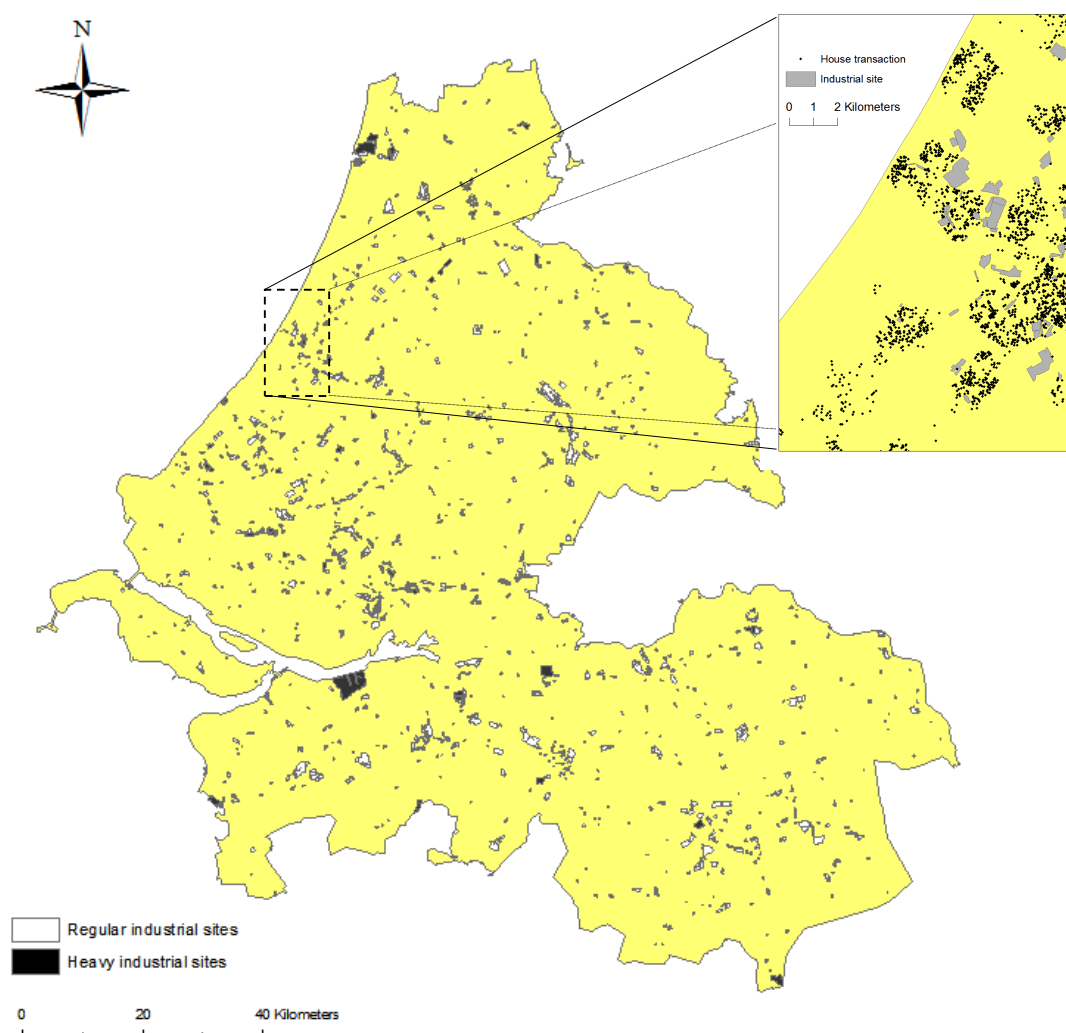 N
House transaction
Industrial site
0 1 2 Kilometers
Regular industrial sites
Heavy industrial sites
0 20 40 Kilometers